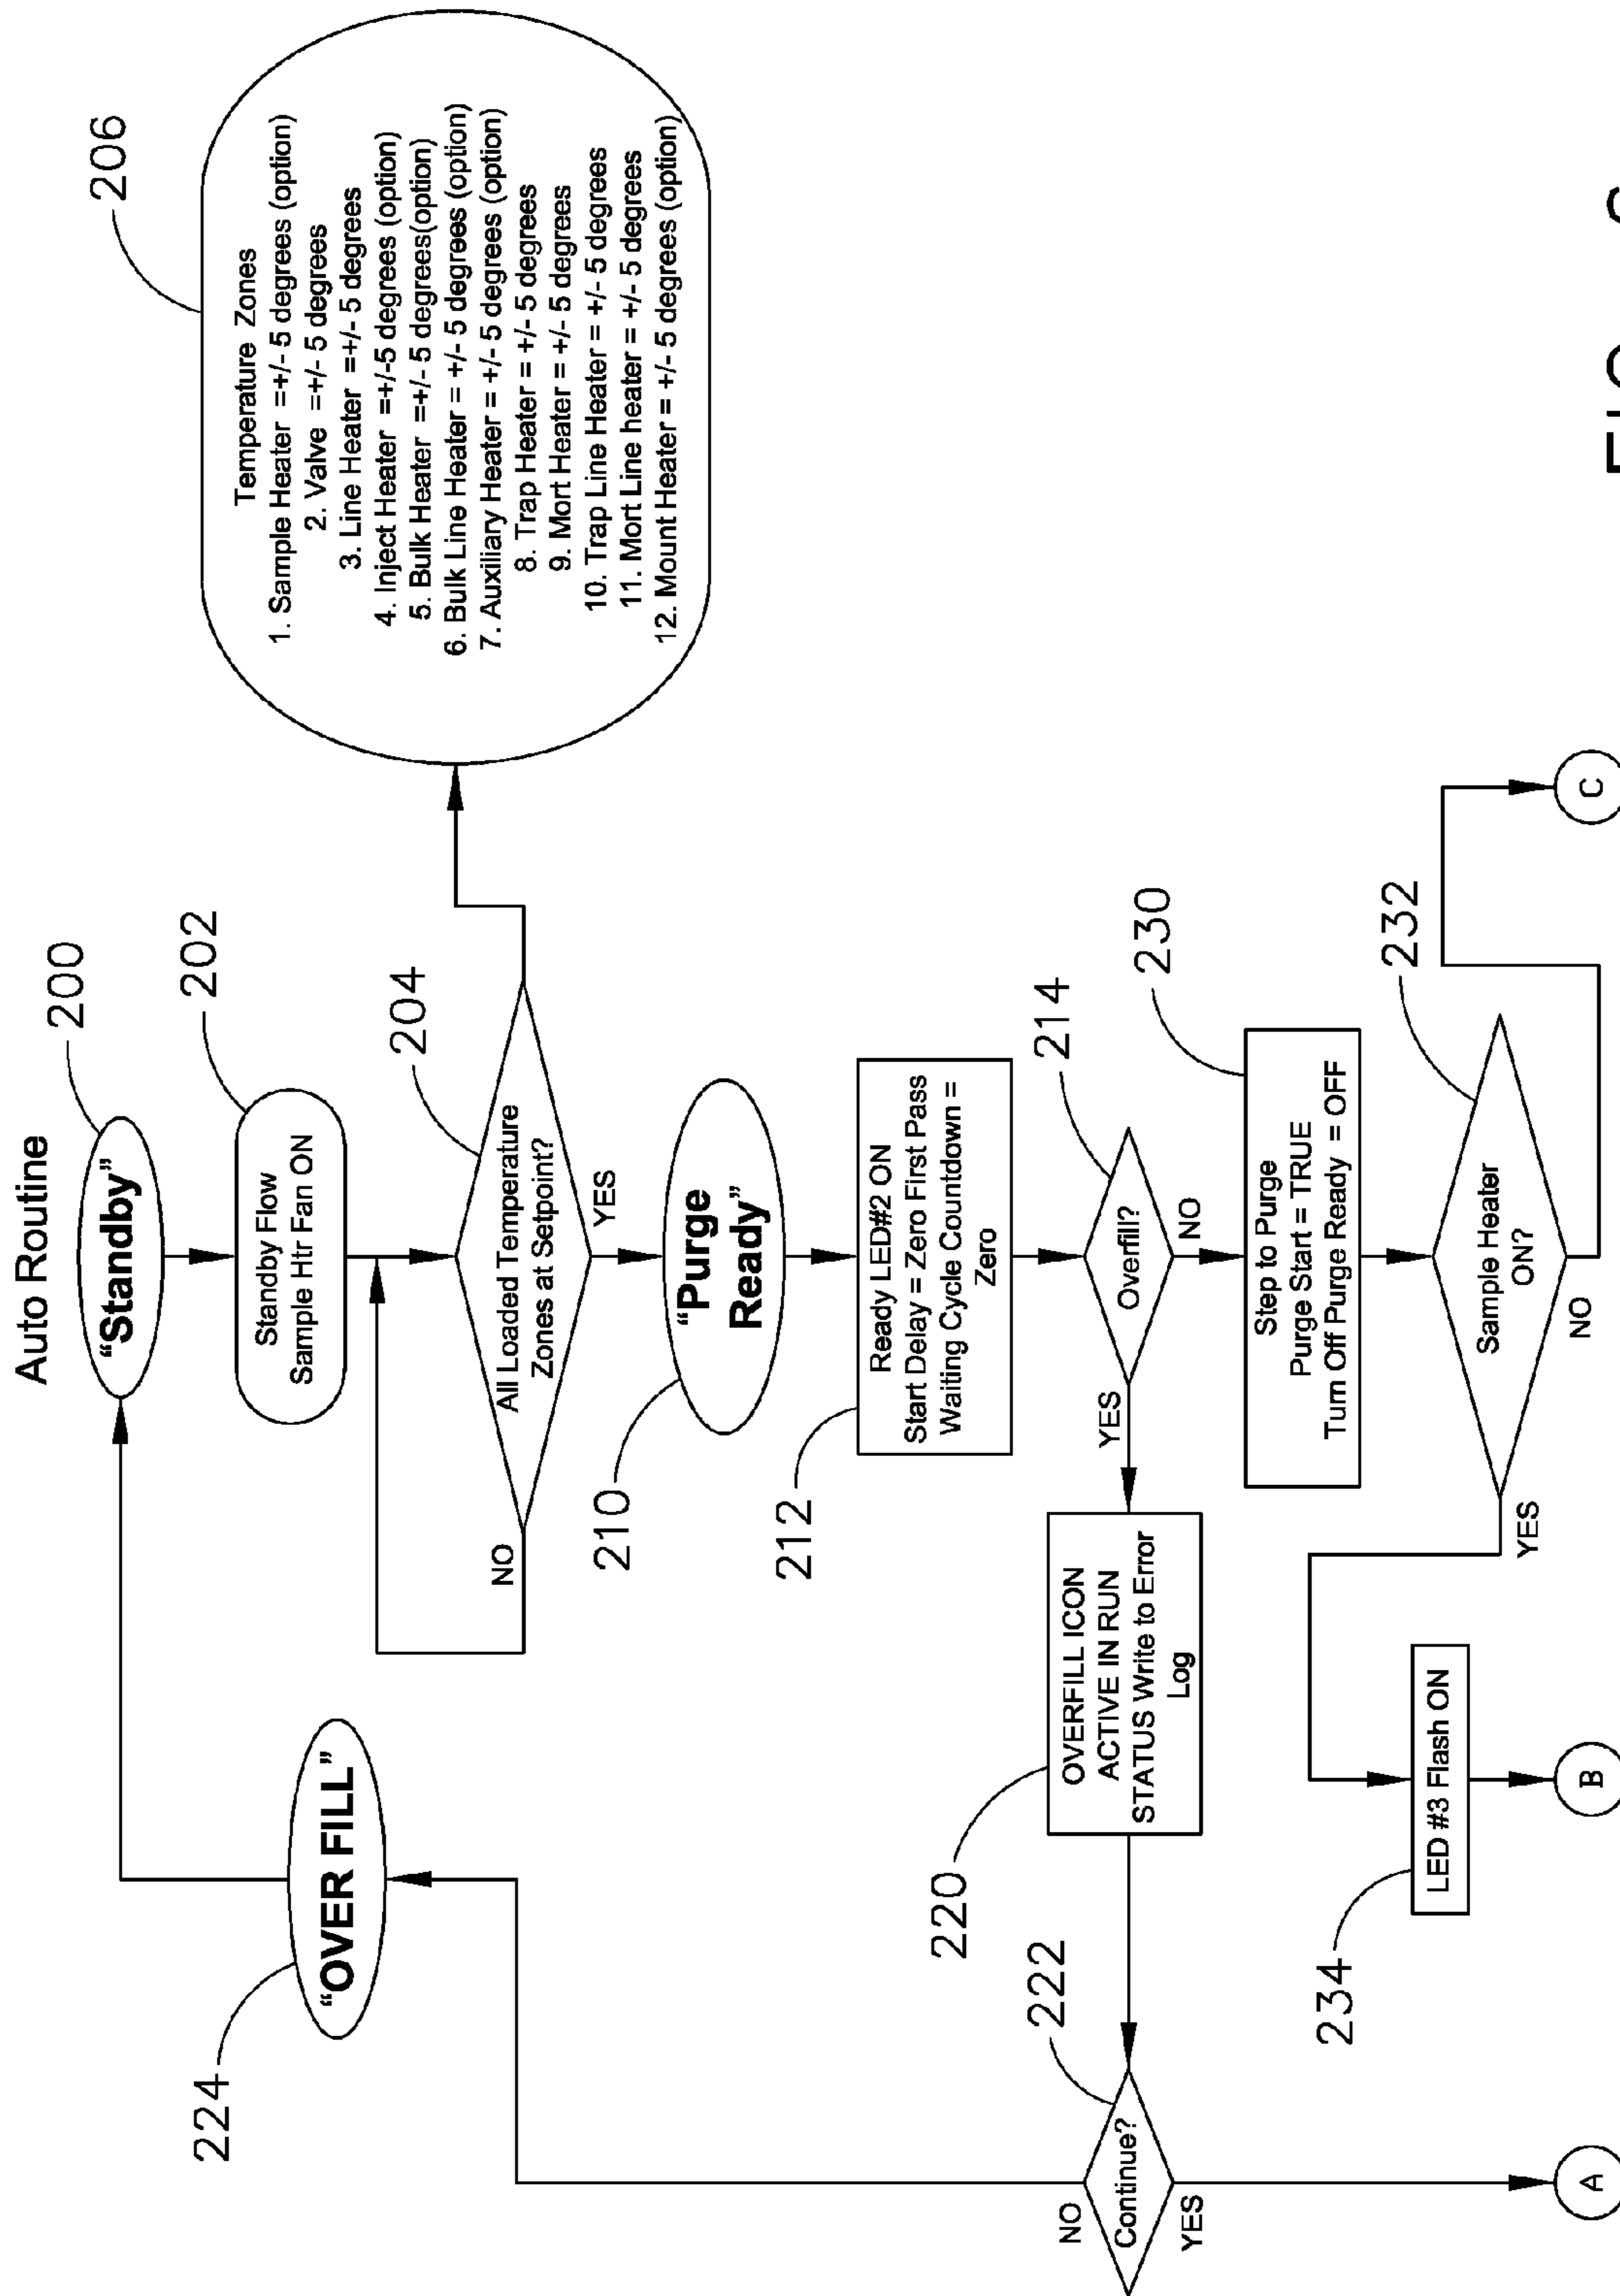 Auto Routine
200
“Standby”
202
Standby Flow
Sample Htr Fan ON
204
All Loaded Temperature
Zones at Setpoint?
NO
YES
206
Temperature Zones
1. Sample Heater =+/- 5 degrees (option)
2. Valve =+/- 5 degrees
3. Line Heater =+/- 5 degrees
4. Inject Heater =+/-5 degrees (option)
5. Bulk Heater =+/- 5 degrees(option)
6. Bulk Line Heater = +/- 5 degrees (option)
7. Auxiliary Heater = +/- 5 degrees (option)
8. Trap Heater = +/- 5 degrees
9. Mort Heater = +/- 5 degrees
10. Trap Line Heater = +/- 5 degrees
11. Mort Line heater = +/- 5 degrees
12. Mount Heater = +/- 5 degrees (option)
224
“OVER FILL”
210
“Purge
Ready”
212
Ready LED#2 ON
Start Delay = Zero First Pass
Waiting Cycle Countdown =
Zero
214
Overfill?
YES
NO
220
OVERFILL ICON
ACTIVE IN RUN
STATUS Write to Error
Log
222
Continue?
NO
YES
230
Step to Purge
Purge Start = TRUE
Turn Off Purge Ready = OFF
232
Sample Heater
ON?
YES
NO
234
LED #3 Flash ON
A
B
C